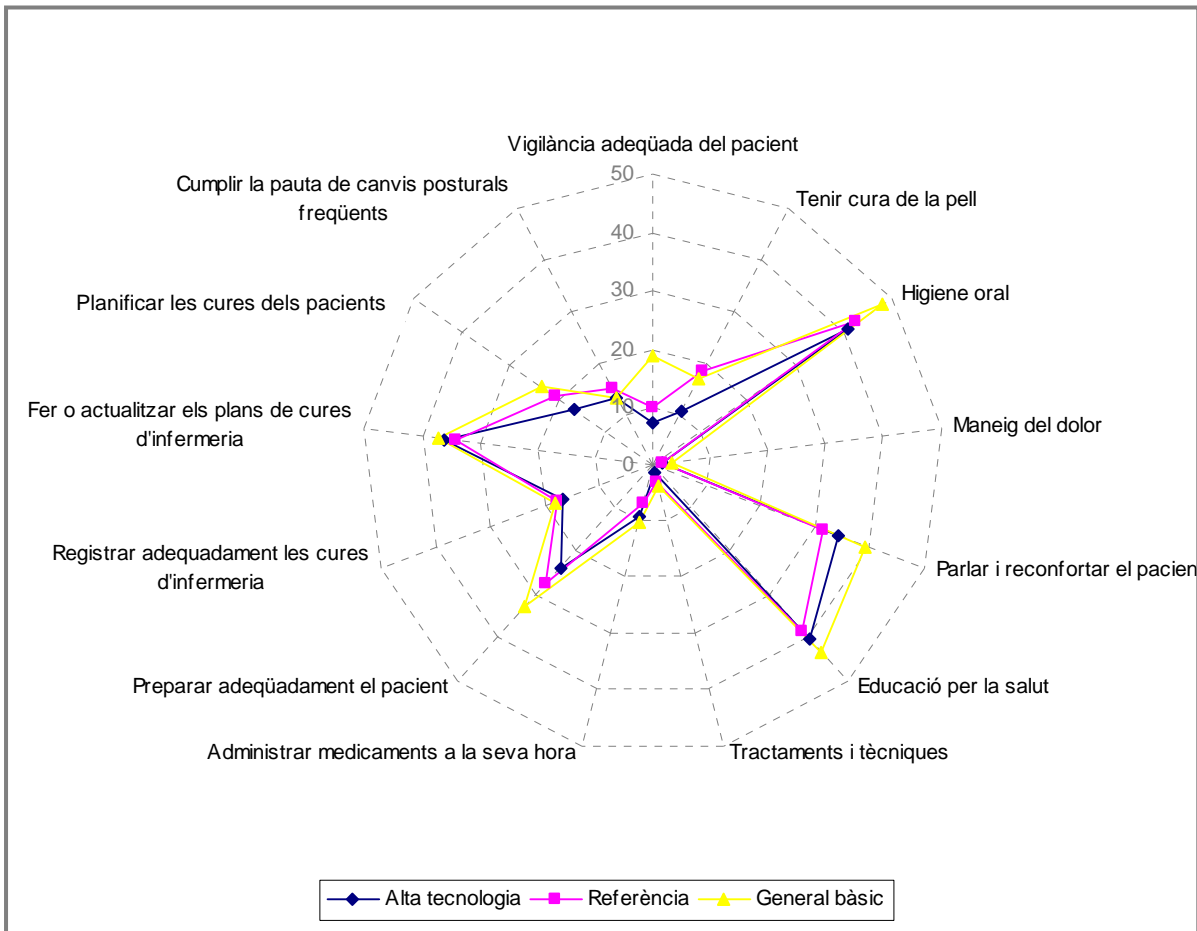 Vigilància adeqüada del pacient
Tenir cura de la pell
Higiene oral
Maneig del dolor
Parlar i reconfortar el pacien
Educació per la salut
Tractaments i tècniques
Administrar medicaments a la seva hora
Preparar adeqüadament el pacient
Registrar adequadament les cures
d'infermeria
Fer o actualitzar els plans de cures
d'infermeria
Planificar les cures dels pacients
Cumplir la pauta de canvis posturals
freqüents
50
40
30
20
10
0
Alta tecnologia
Referència
General bàsic